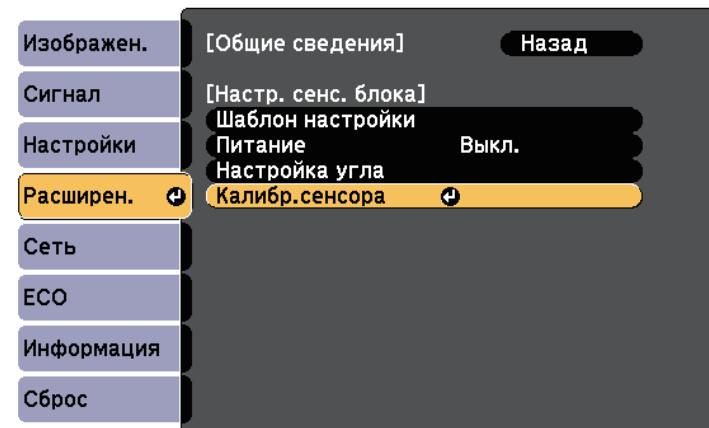 Изображен.
Сигнал
Настройки
Расширен.
Сеть
ECO
Информация
Сброс
[Общие сведения] Назад
[Настр. сенс. блока]
Шаблон настройки
Питание Выкл.
Настройка угла
Калибр.сенсора